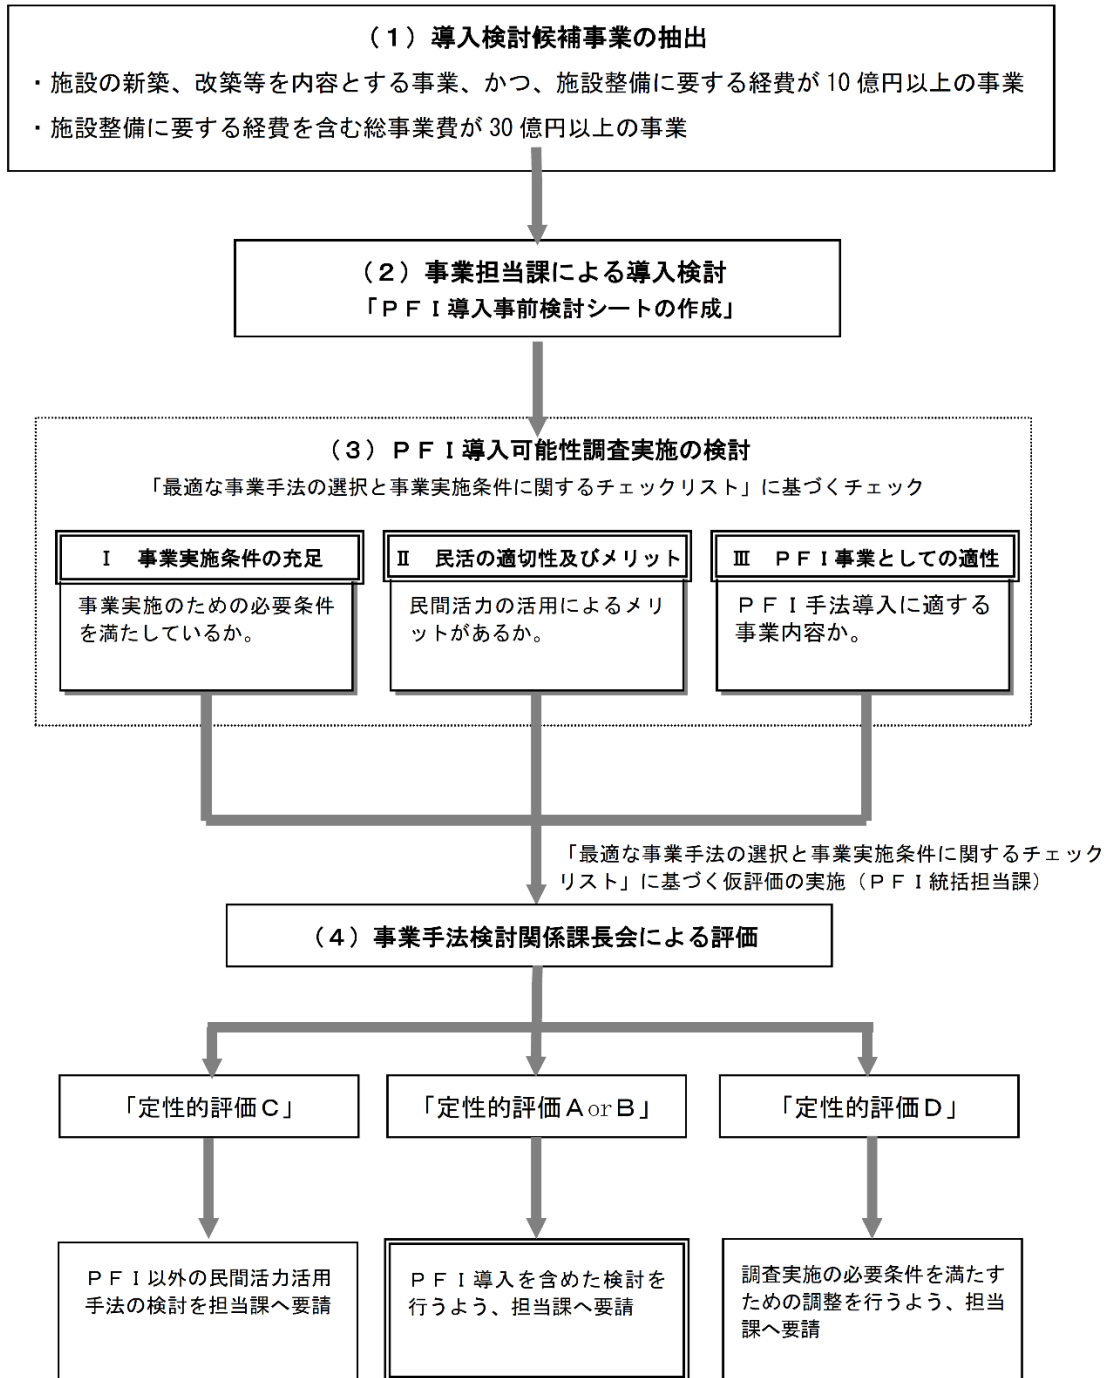 （１）導入検討候補事業の抽出
・施設の新築、改築等を内容とする事業、かつ、施設整備に要する経費が 10 億円以上の事業
・施設整備に要する経費を含む総事業費が 30 億円以上の事業
（２）事業担当課による導入検討
「ＰＦＩ導入事前検討シートの作成」
（３）ＰＦＩ導入可能性調査実施の検討
「最適な事業手法の選択と事業実施条件に関するチェックリスト」に基づくチェック
Ⅰ　事業実施条件の充足
事業実施のための必要条件
を満たしているか。
Ⅱ　民活の適切性及びメリット
民間活力の活用によるメリ
ットがあるか。
Ⅲ　ＰＦＩ事業としての適性
ＰＦＩ手法導入に適する
事業内容か。
「最適な事業手法の選択と事業実施条件に関するチェック
リスト」に基づく仮評価の実施（ＰＦＩ統括担当課）
（４）事業手法検討関係課長会による評価
「定性的評価Ｃ」
「定性的評価ＡorＢ」
「定性的評価Ｄ」
ＰＦＩ以外の民間活力活用
手法の検討を担当課へ要請
ＰＦＩ導入を含めた検討を
行うよう、担当課へ要請
調査実施の必要条件を満たす
ための調整を行うよう、担当
課へ要請